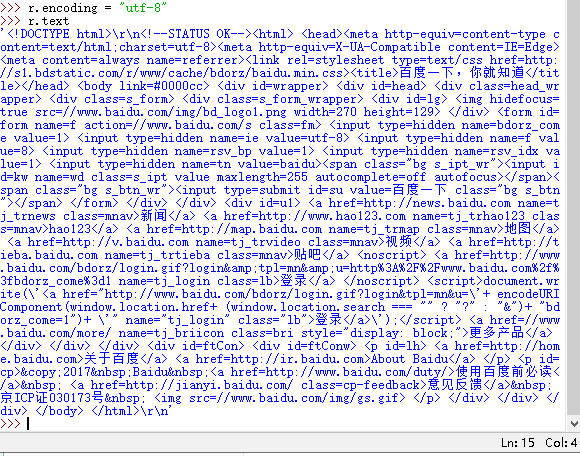 >>> r.encoding = "utf-8"
>>> r.text
'<!DOCTYPE html>\r\n<!--STATUS OK--><html> <head><meta http-equiv=content-type c
ontent=text/html;charset=utf-8><meta http-equiv=X-UA-Compatible content=IE=Edge>
<meta content=always name=referrer><link rel=stylesheet type=text/css href=http:
//s1.bdstatic.com/r/www/cache/bdorz/baidu.min.css><title>百度一下，你就知道</tit
le></head> <body link=#0000cc> <div id=wrapper> <div id=head> <div class=head_wr
apper> <div class=s_form> <div class=s_form_wrapper> <div id=lg> <img hidefocus=
true src=//www.baidu.com/img/bd_logo1.png width=270 height=129> </div> <form id=
form name=f action=//www.baidu.com/s class=fm> <input type=hidden name=bdorz_com
e value=1> <input type=hidden name=ie value=utf-8> <input type=hidden name=f val
ue=8> <input type=hidden name=rsv_bp value=1> <input type=hidden name=rsv_idx va
lue=1> <input type=hidden name=tn value=baidu><span class="bg s_ipt_wr"><input i
d=kw name=wd class=s_ipt value maxlength=255 autocomplete=off autofocus></span><
span class="bg s_btn_wr"><input type=submit id=su value=百度一下 class="bg s_btn
"></span> </form> </div> </div> <div id=u1> <a href=http://news.baidu.com name=t
j_trnews class=mnav>新闻</a> <a href=http://www.hao123.com name=tj_trhao123 clas
s=mnav>hao123</a> <a href=http://map.baidu.com name=tj_trmap class=mnav>地图</a>
<a href=http://v.baidu.com name=tj_trvideo class=mnav>视频</a> <a href=http://t
ieba.baidu.com name=tj_trtieba class=mnav>贴吧</a> <noscript> <a href=http://www
.baidu.com/bdorz/login.gif?login&amp;tpl=mn&amp;u=http%3A%2F%2Fwww.baidu.com%2f%
3fbdorz_come%3d1 name=tj_login class=lb>登录</a> </noscript> <script>document.wr
ite(\'<a href="http://www.baidu.com/bdorz/login.gif?login&tpl=mn&u=\'+ encodeURI
Component(window.location.href+ (window.location.search === "" ? "?" : "&")+ "bd
orz_come=1")+ \'" name="tj_login" class="lb">登录</a>\');</script> <a href=//www
.baidu.com/more/ name=tj_briicon class=bri style="display: block;">更多产品</a>
</div> </div> </div> <div id=ftCon> <div id=ftConw> <p id=lh> <a href=http://hom
e.baidu.com>关于百度</a> <a href=http://ir.baidu.com>About Baidu</a> </p> <p id=
cp>&copy;2017&nbsp;Baidu&nbsp;<a href=http://www.baidu.com/duty/>使用百度前必读<
/a>&nbsp; <a href=http://jianyi.baidu.com/ class=cp-feedback>意见反馈</a>&nbsp;
京ICP证030173号&nbsp; <img src=//www.baidu.com/img/gs.gif> </p> </div> </div> </
div> </body> </html>\r\n'
>>>
Ln: 15 Col: 4